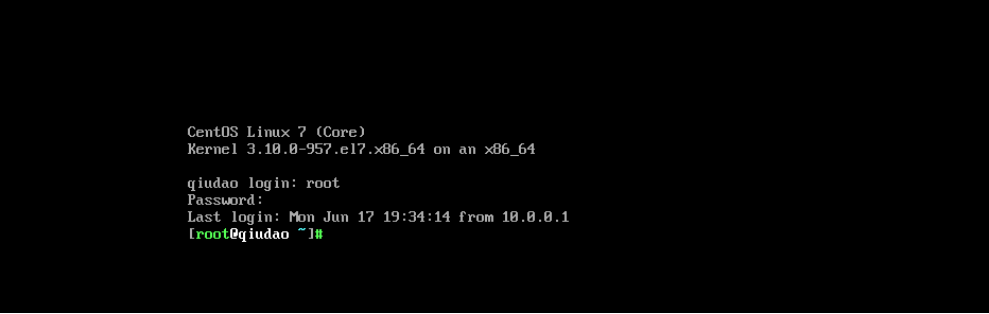 CentOS Linux 7 (Core)
Kernel 3.10.0-957.el7.x86_64 on an x86_64
qiudao login: root
Password:
Last login: Mon Jun 17 19:34:14 from 10.0.0.1
[root@qiudao ~]#